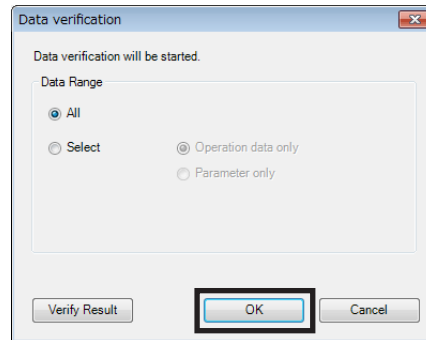 Data verification
Data verification will be started.
Data Range
All
Select
Operation data only
Parameter only
Verify Result
OK
Cancel